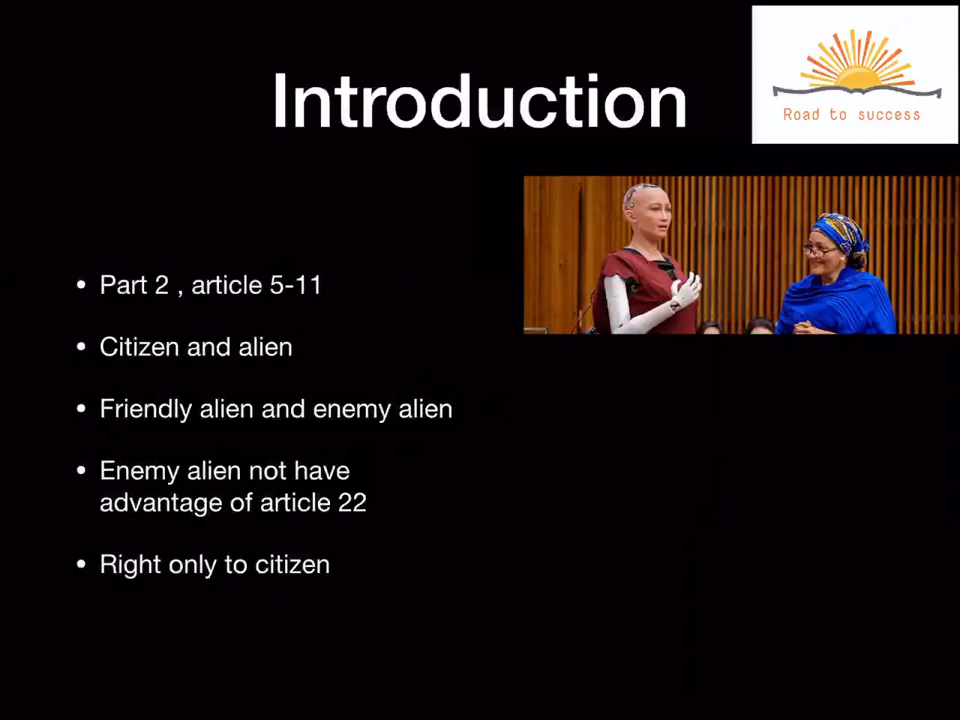 Introduction
Road to success
• Part 2 , article 5-11
• Citizen and alien
• Friendly alien and enemy alien
• Enemy alien not have
advantage of article 22
• Right only to citizen